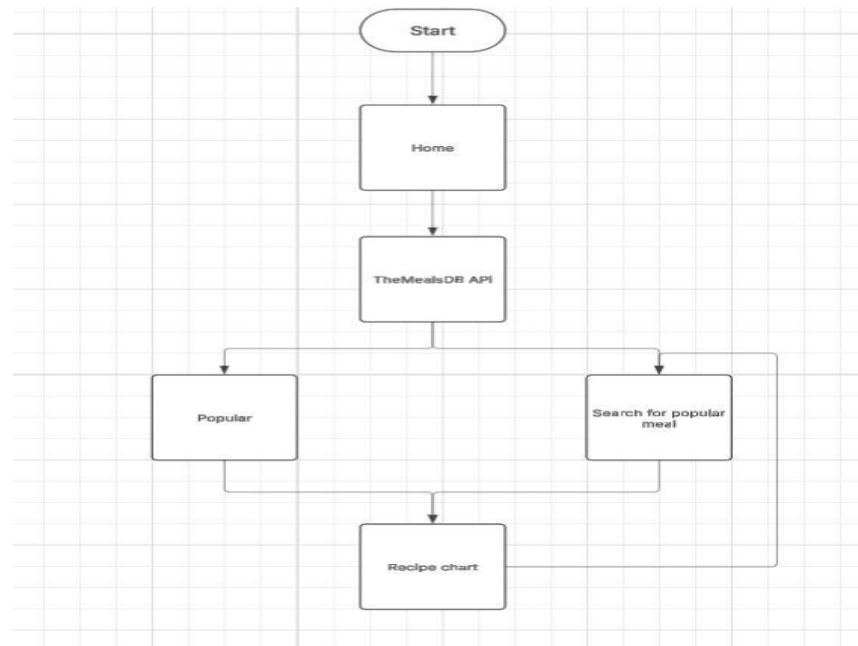 Start
Home
TheMealsDB API
Popular
Search for popular
meal
Recipe chart